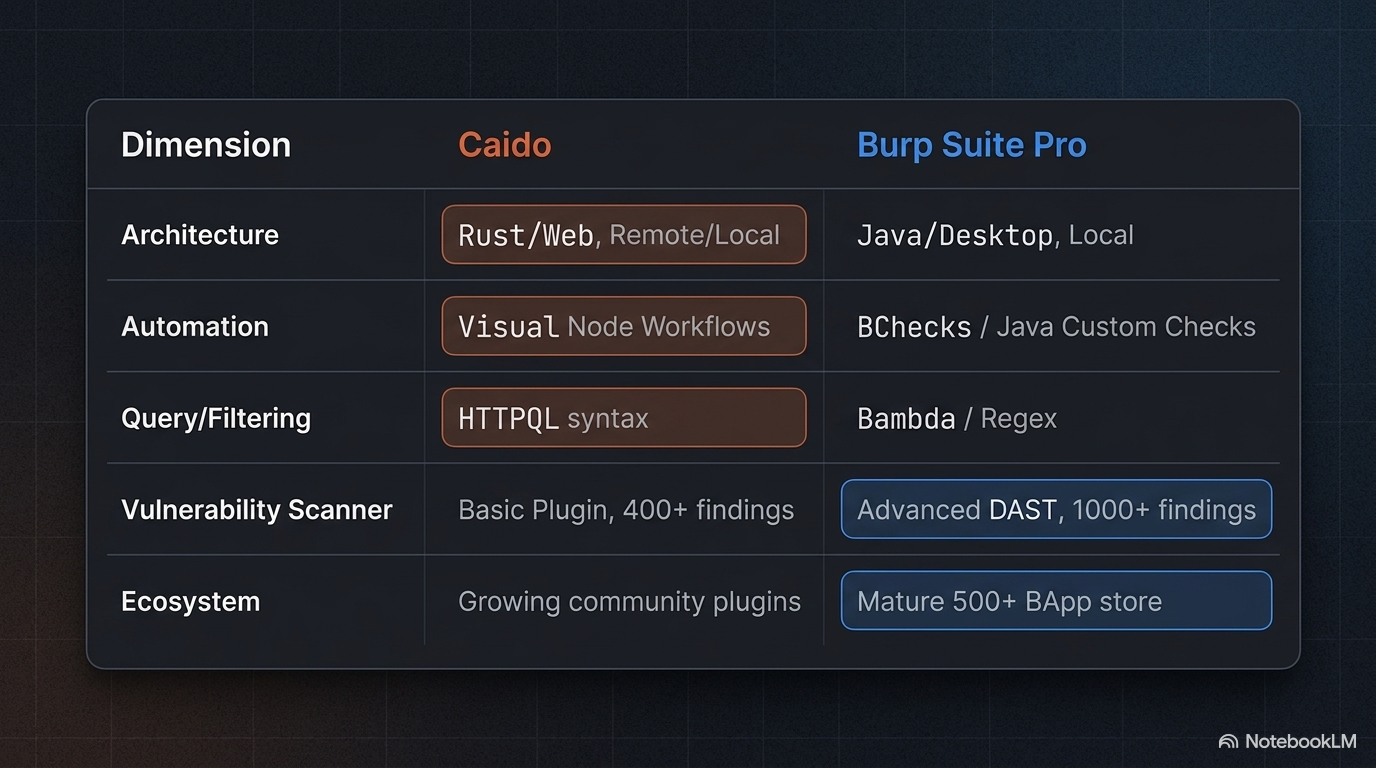 Dimension Caido Burp Suite Pro
Architecture Rust/Web, Remote/Local Java/Desktop, Local
Automation Visual Node Workflows BChecks / Java Custom Checks
Query/Filtering HTTPQL syntax Bambda / Regex
Vulnerability Scanner Basic Plugin, 400+ findings Advanced DAST, 1000+ findings
Ecosystem Growing community plugins Mature 500+ BApp store
NotebookLM